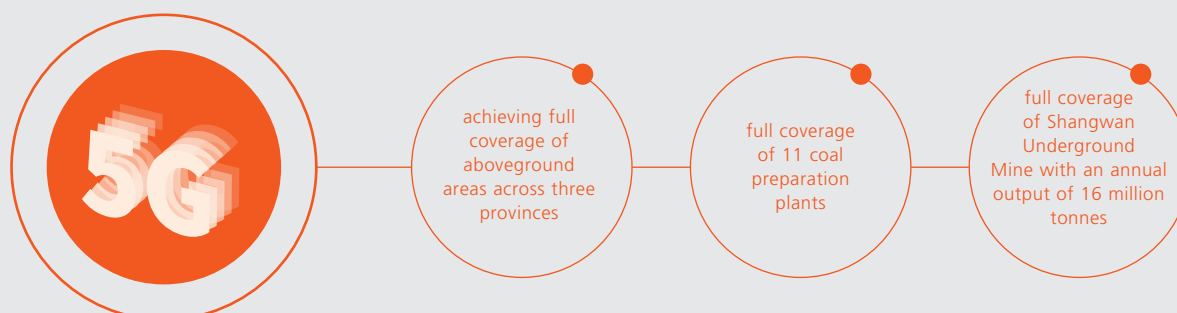 5G
achieving full
coverage of
aboveground
areas across three
provinces
full coverage
of 11 coal
preparation
plants
full coverage
of Shangwan
Underground
Mine with an annual
output of 16 million
tonnes